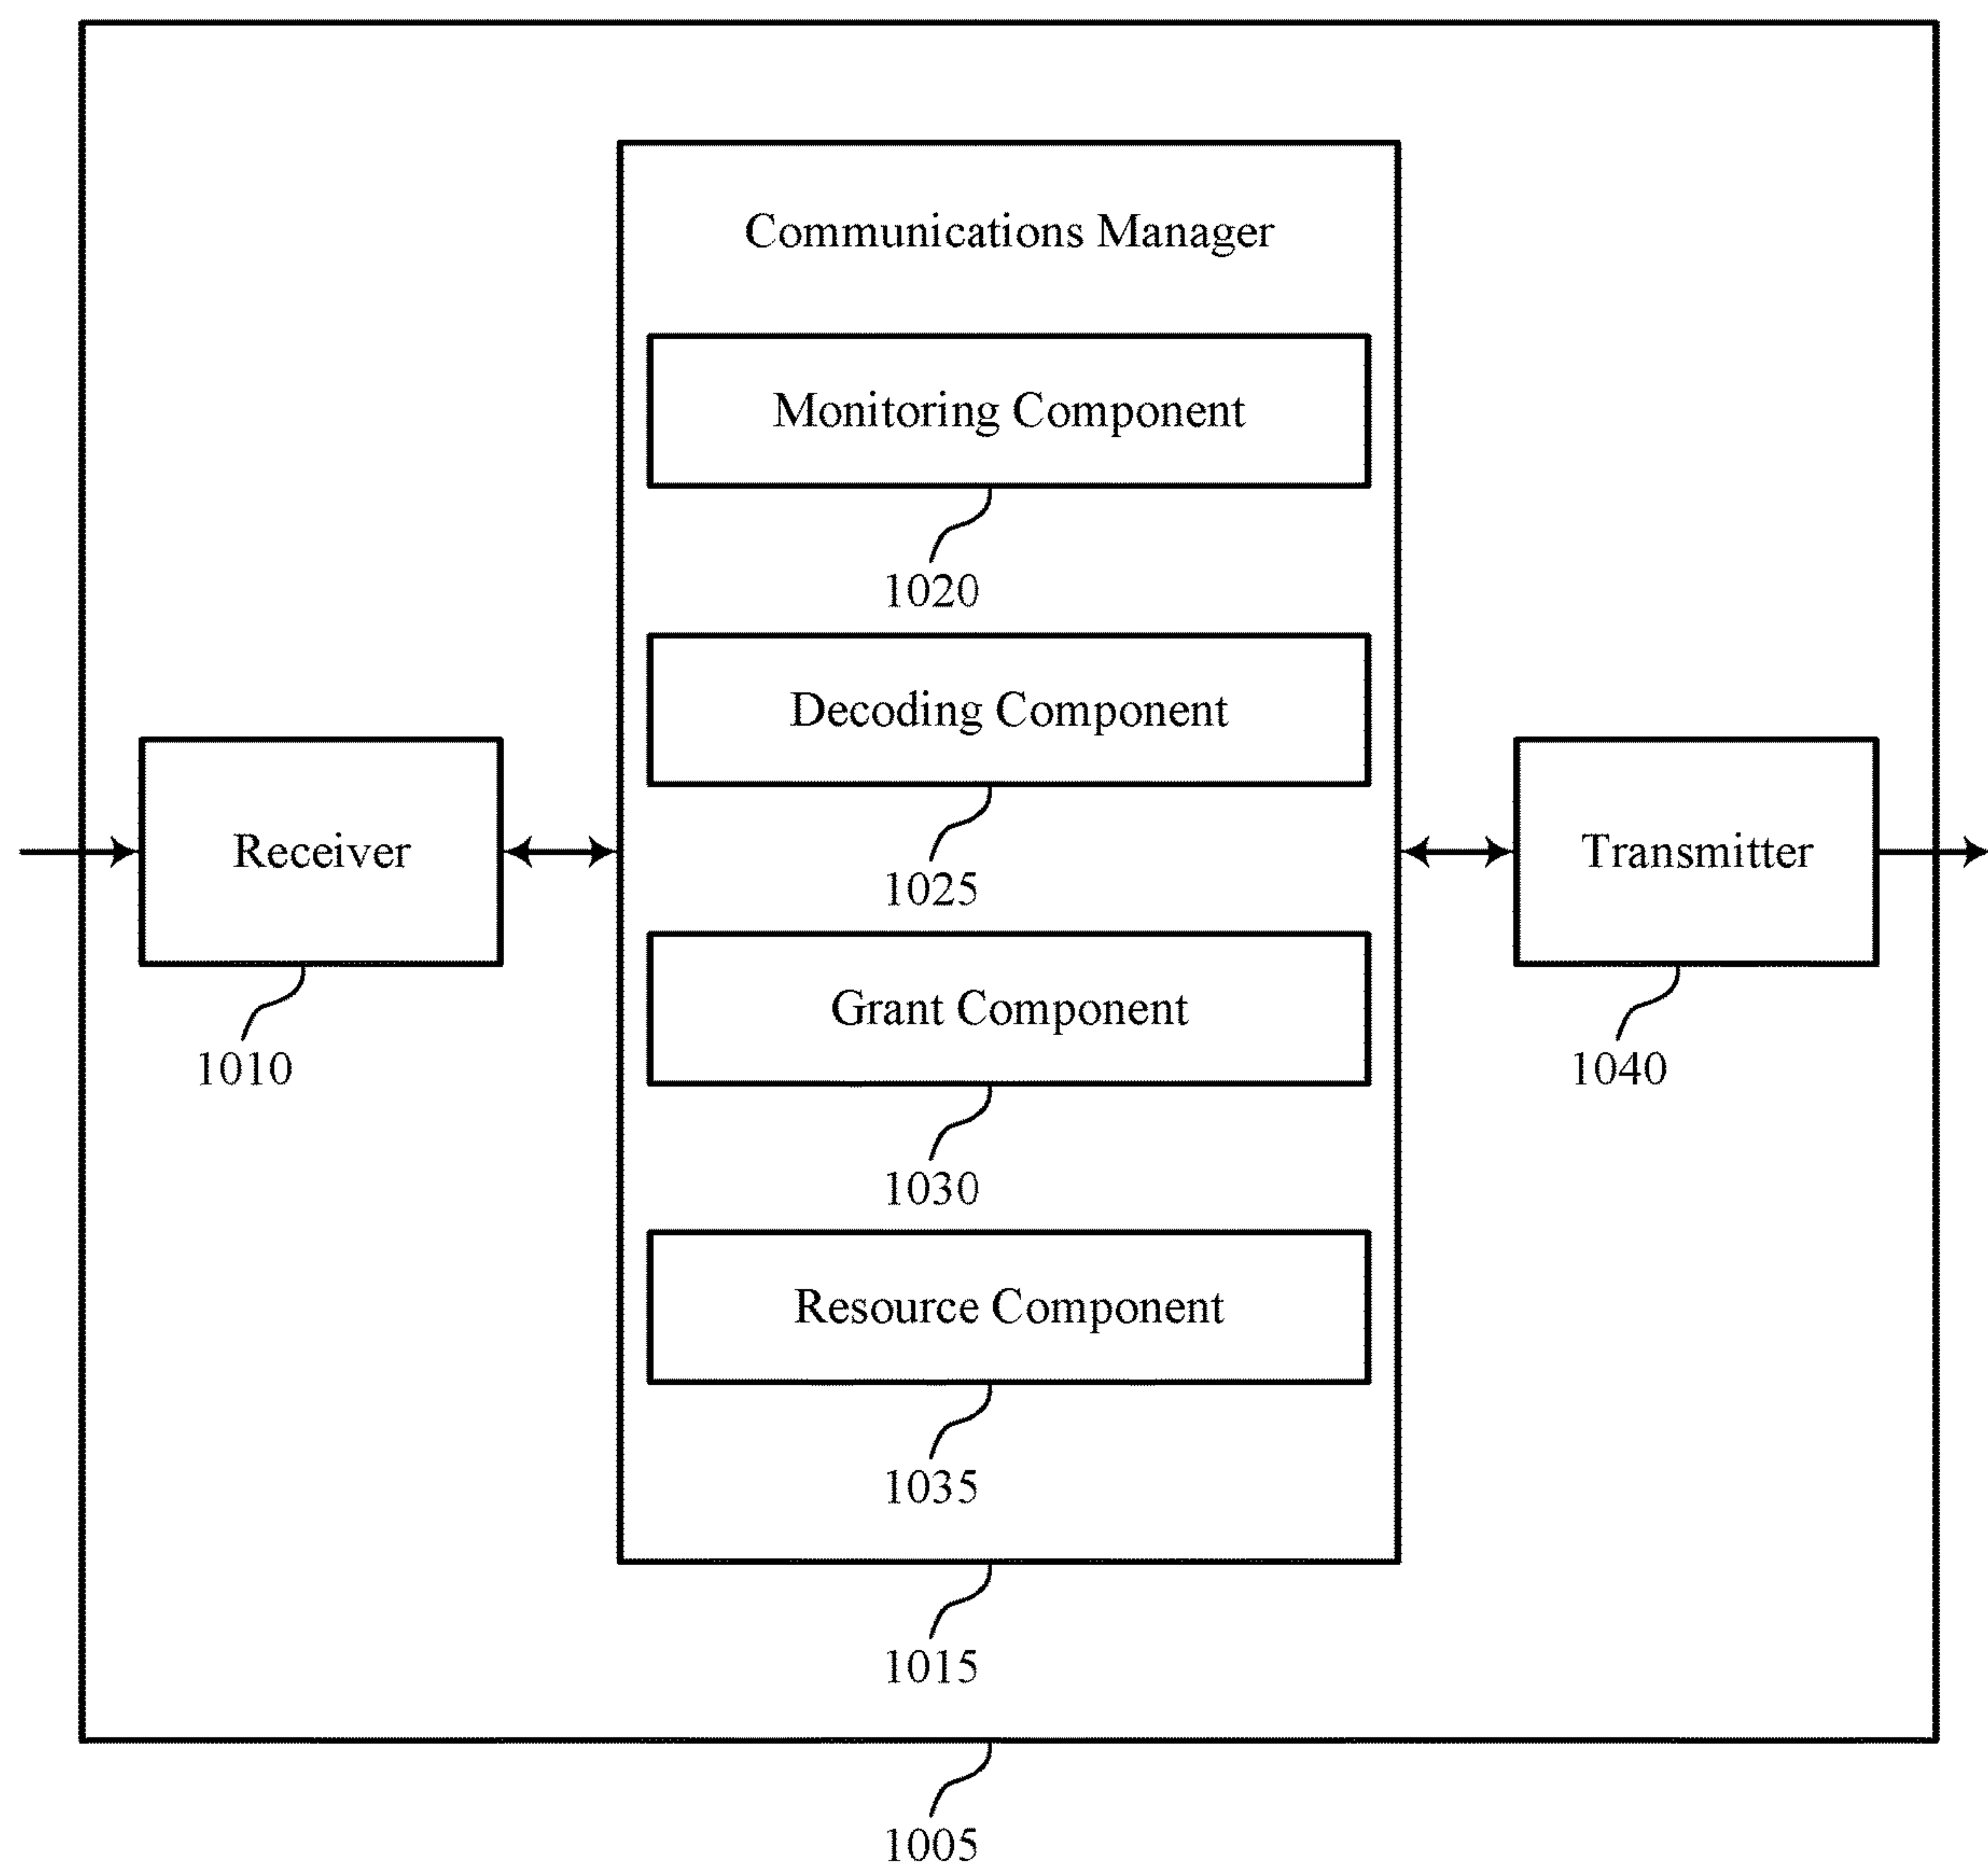 Communications Manager
Monitoring Component
1020
Decoding Component
1025
Receiver
1010
Transmitter
1040
Grant Component
1030
Resource Component
1035
1015
1005